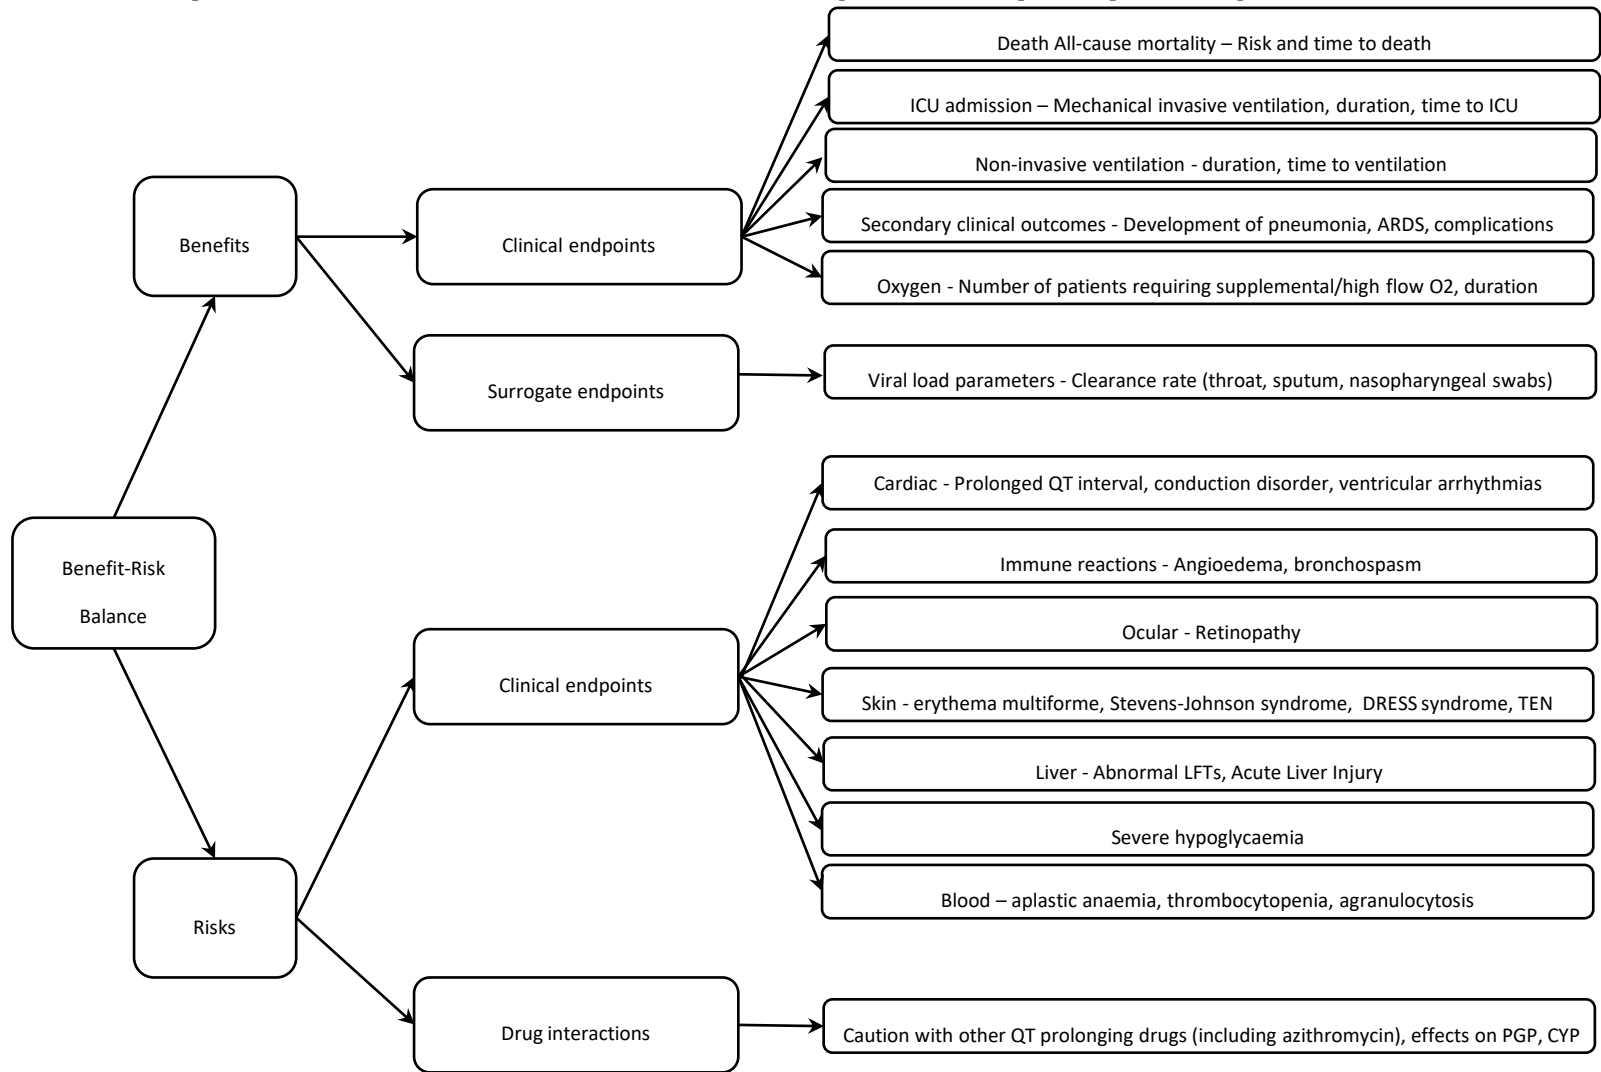 Death All-cause mortality – Risk and time to death
ICU admission – Mechanical invasive ventilation, duration, time to ICU
Non-invasive ventilation - duration, time to ventilation
Benefits
Clinical endpoints
Secondary clinical outcomes - Development of pneumonia, ARDS, complications
Oxygen - Number of patients requiring supplemental/high flow O2, duration
Surrogate endpoints
Viral load parameters - Clearance rate (throat, sputum, nasopharyngeal swabs)
Benefit-Risk
Balance
Cardiac - Prolonged QT interval, conduction disorder, ventricular arrhythmias
Immune reactions - Angioedema, bronchospasm
Ocular - Retinopathy
Clinical endpoints
Skin - erythema multiforme, Stevens-Johnson syndrome, DRESS syndrome, TEN
Liver - Abnormal LFTs, Acute Liver Injury
Severe hypoglycaemia
Blood – aplastic anaemia, thrombocytopenia, agranulocytosis
Risks
Drug interactions
Caution with other QT prolonging drugs (including azithromycin), effects on PGP, CYP